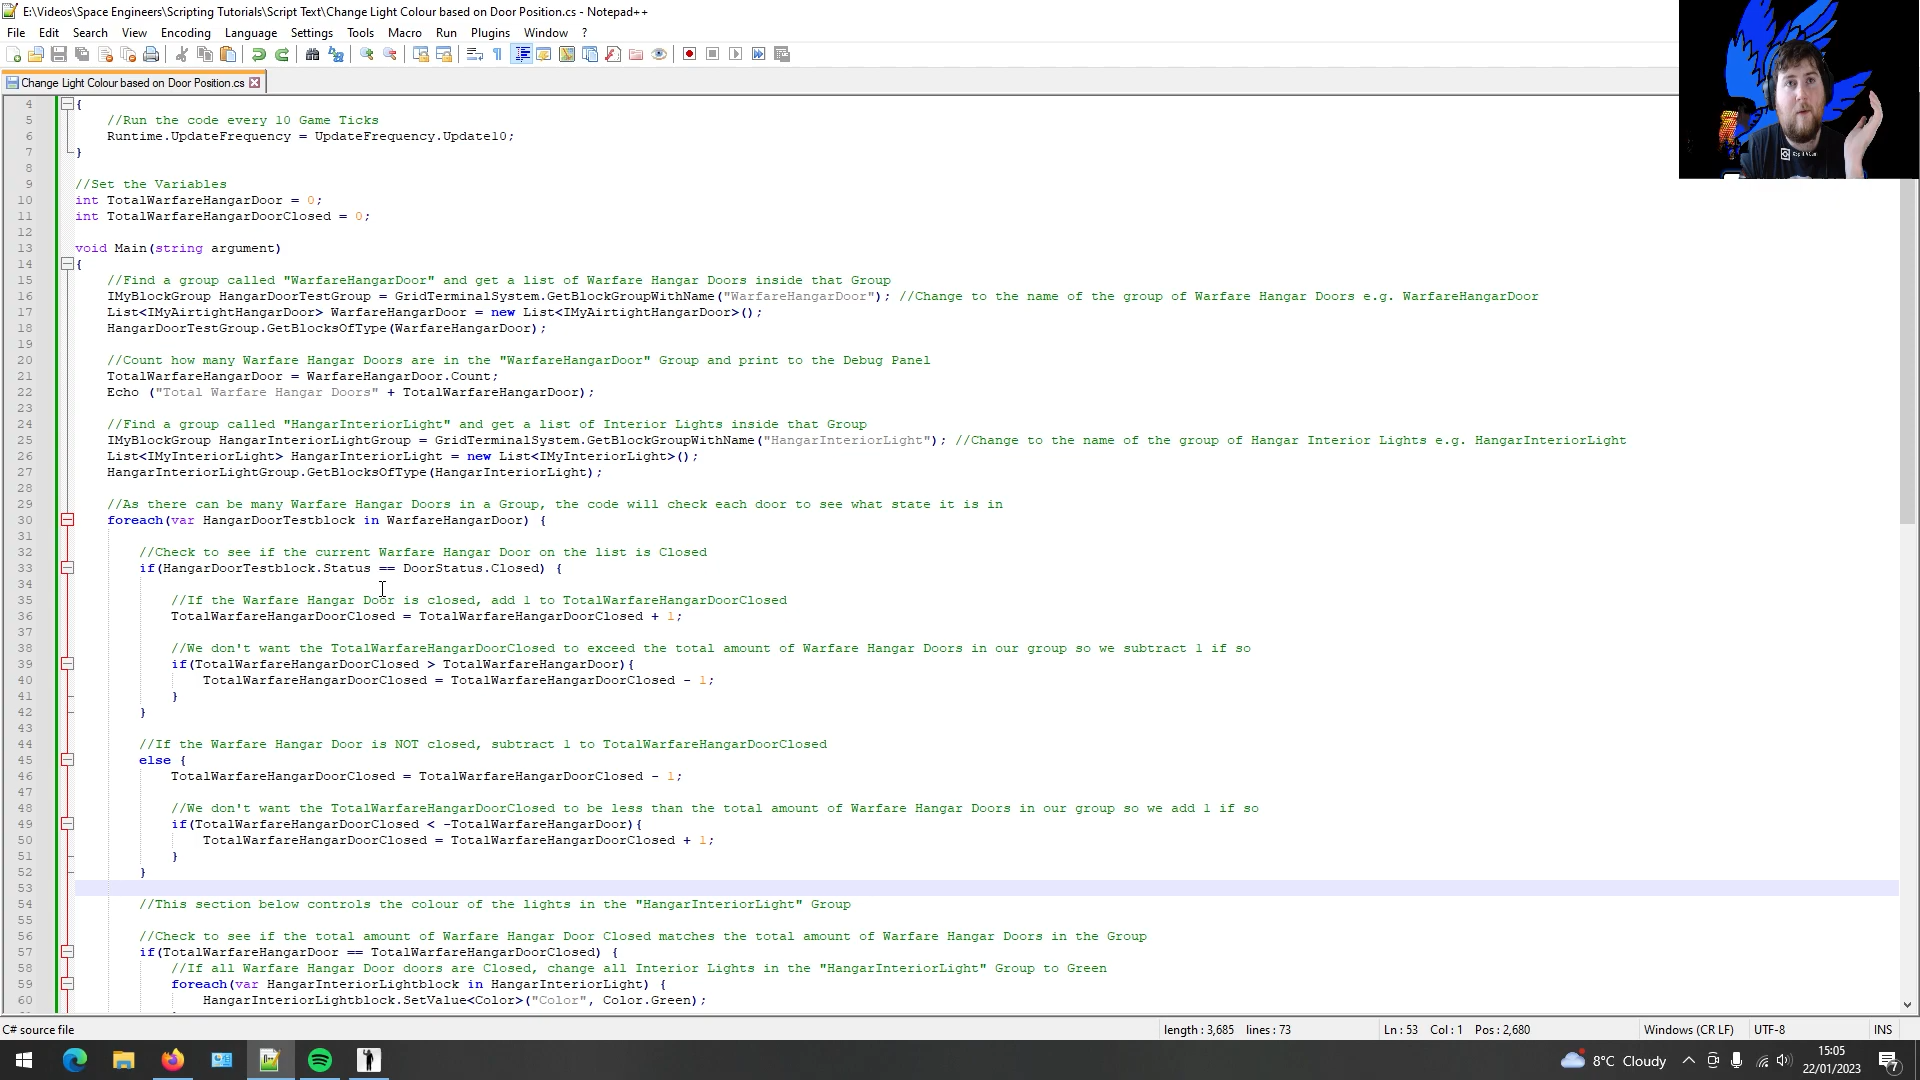 E:\Videos\Space Engineers\Scripting Tutorials\Script Text\Change Light Colour based on Door Position.cs - Notepad++
File Edit Search View Encoding Language Settings Tools Macro Run Plugins Window ?
Change Light Colour based on Door Position.cs
4 {
5 //Run the code every 10 Game Ticks
6 Runtime.UpdateFrequency = UpdateFrequency.Update10;
7 }
8
9 //Set the Variables
10 int TotalWarfareHangarDoor = 0;
11 int TotalWarfareHangarDoorClosed = 0;
12
13 void Main(string argument)
14 {
15 //Find a group called "WarfareHangarDoor" and get a list of Warfare Hangar Doors inside that Group
16 IMyBlockGroup HangarDoorTestGroup = GridTerminalSystem.GetBlockGroupWithName("WarfareHangarDoor"); //Change to the name of the group of Warfare Hangar Doors e.g. WarfareHangarDoor
17 List<IMyAirtightHangarDoor> WarfareHangarDoor = new List<IMyAirtightHangarDoor>();
18 HangarDoorTestGroup.GetBlocksOfType(WarfareHangarDoor);
19
20 //Count how many Warfare Hangar Doors are in the "WarfareHangarDoor" Group and print to the Debug Panel
21 TotalWarfareHangarDoor = WarfareHangarDoor.Count;
22 Echo ("Total Warfare Hangar Doors" + TotalWarfareHangarDoor);
23
24 //Find a group called "HangarInteriorLight" and get a list of Interior Lights inside that Group
25 IMyBlockGroup HangarInteriorLightGroup = GridTerminalSystem.GetBlockGroupWithName("HangarInteriorLight"); //Change to the name of the group of Hangar Interior Lights e.g. HangarInteriorLight
26 List<IMyInteriorLight> HangarInteriorLight = new List<IMyInteriorLight>();
27 HangarInteriorLightGroup.GetBlocksOfType(HangarInteriorLight);
28
29 //As there can be many Warfare Hangar Doors in a Group, the code will check each door to see what state it is in
30 foreach(var HangarDoorTestblock in WarfareHangarDoor) {
31
32 //Check to see if the current Warfare Hangar Door on the list is Closed
33 if(HangarDoorTestblock.Status == DoorStatus.Closed) {
34
35 //If the Warfare Hangar Door is closed, add 1 to TotalWarfareHangarDoorClosed
36 TotalWarfareHangarDoorClosed = TotalWarfareHangarDoorClosed + 1;
37
38 //We don't want the TotalWarfareHangarDoorClosed to exceed the total amount of Warfare Hangar Doors in our group so we subtract 1 if so
39 if(TotalWarfareHangarDoorClosed > TotalWarfareHangarDoor){
40 TotalWarfareHangarDoorClosed = TotalWarfareHangarDoorClosed - 1;
41 }
42 }
43
44 //If the Warfare Hangar Door is NOT closed, subtract 1 to TotalWarfareHangarDoorClosed
45 else {
46 TotalWarfareHangarDoorClosed = TotalWarfareHangarDoorClosed - 1;
47
48 //We don't want the TotalWarfareHangarDoorClosed to be less than the total amount of Warfare Hangar Doors in our group so we add 1 if so
49 if(TotalWarfareHangarDoorClosed < -TotalWarfareHangarDoor){
50 TotalWarfareHangarDoorClosed = TotalWarfareHangarDoorClosed + 1;
51 }
52 }
53
54 //This section below controls the colour of the lights in the "HangarInteriorLight" Group
55
56 //Check to see if the total amount of Warfare Hangar Door Closed matches the total amount of Warfare Hangar Doors in the Group
57 if(TotalWarfareHangarDoor == TotalWarfareHangarDoorClosed) {
58 //If all Warfare Hangar Door doors are Closed, change all Interior Lights in the "HangarInteriorLight" Group to Green
59 foreach(var HangarInteriorLightblock in HangarInteriorLight) {
60 HangarInteriorLightblock.SetValue<Color>("Color", Color.Green);
C# source file length : 3,685 lines : 73 Ln : 53 Col : 1 Pos : 2,680 Windows (CR LF) UTF-8 INS
8°C Cloudy
15:05
22/01/2023
7